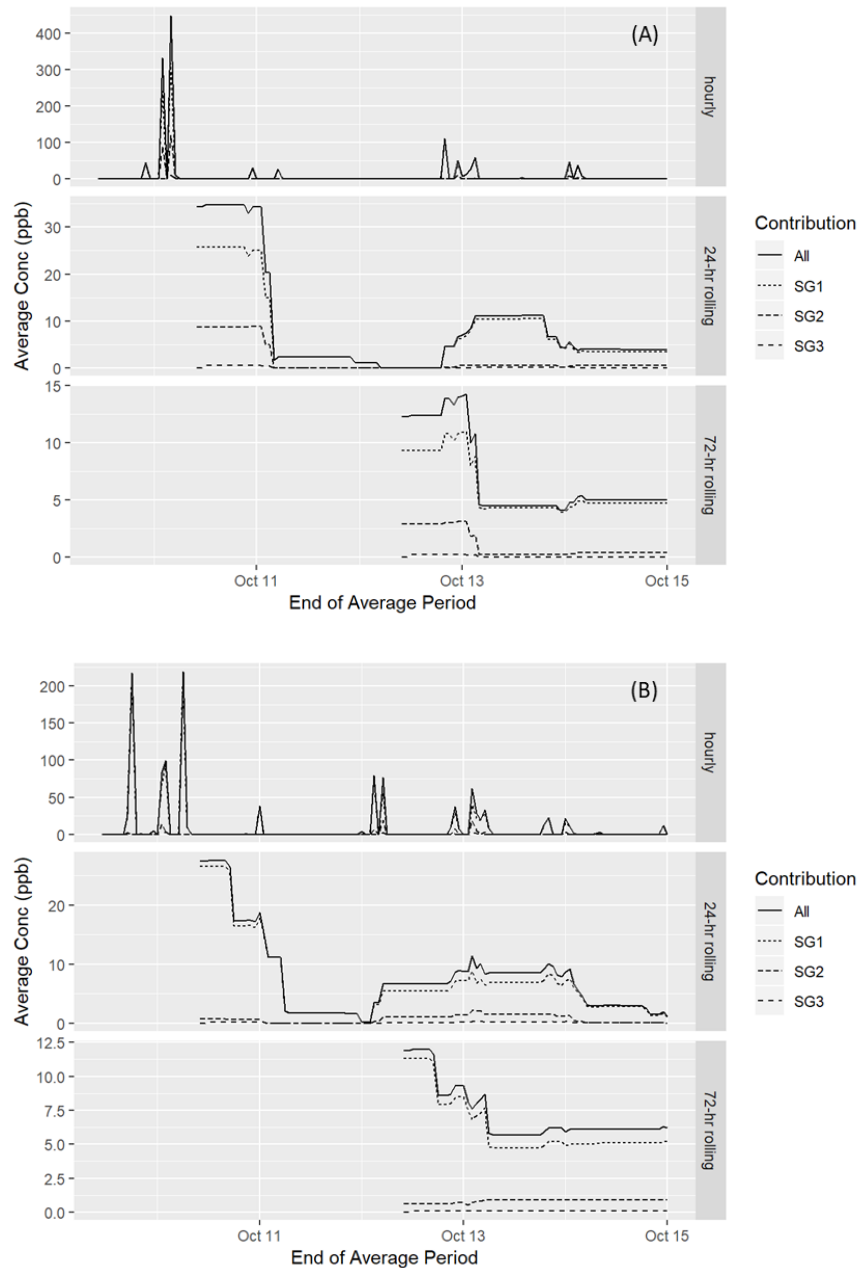 (A)
400
300
200
100
0
hourly
30
20
10
0
24-hr rolling
15
10
5
0
72-hr rolling
Average Conc (ppb)
Oct 11 Oct 13 Oct 15
End of Average Period
Contribution
All
SG1
SG2
SG3
(B)
200
150
100
50
0
hourly
20
10
0
24-hr rolling
12.5
10.0
7.5
5.0
2.5
0.0
72-hr rolling
Average Conc (ppb)
Oct 11 Oct 13 Oct 15
End of Average Period
Contribution
All
SG1
SG2
SG3